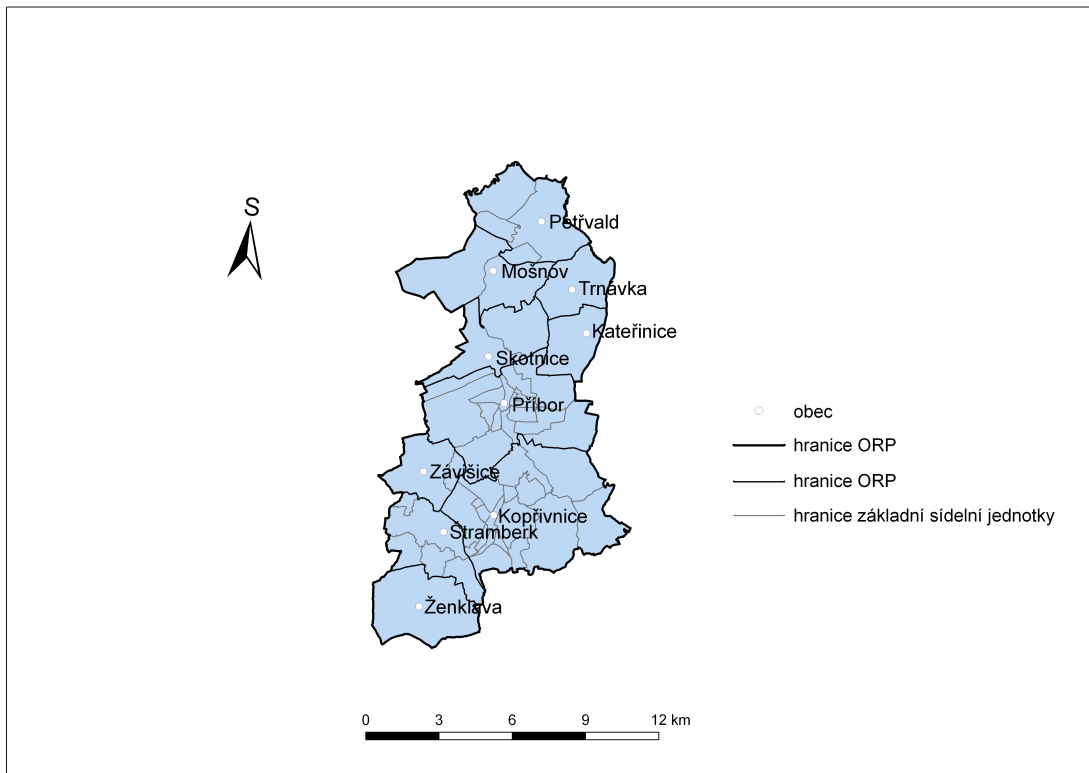 S
Petřvald
Mošnov
Trnávka
Kateřinice
Skotnice
Příbor
Závišice
Kopřivnice
Štramberk
Ženklava
obec
hranice ORP
hranice ORP
hranice základní sídelní jednotky
0 3 6 9 12 km